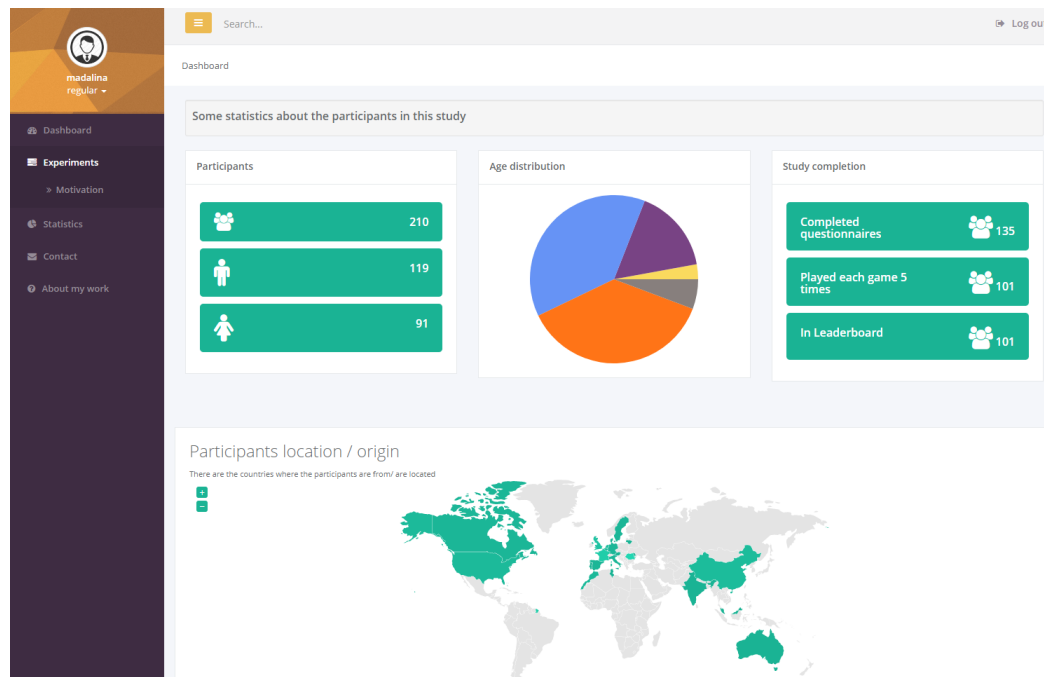 Search...
Log ou
madalina
regular
Dashboard
Dashboard
Experiments
» Motivation
Statistics
Contact
About my work
Some statistics about the participants in this study
Participants
210
119
91
Age distribution
Study completion
Completed
questionnaires
135
Played each game 5
times
101
In Leaderboard
101
Participants location / origin
There are the countries where the participants are from/ are located
+
−